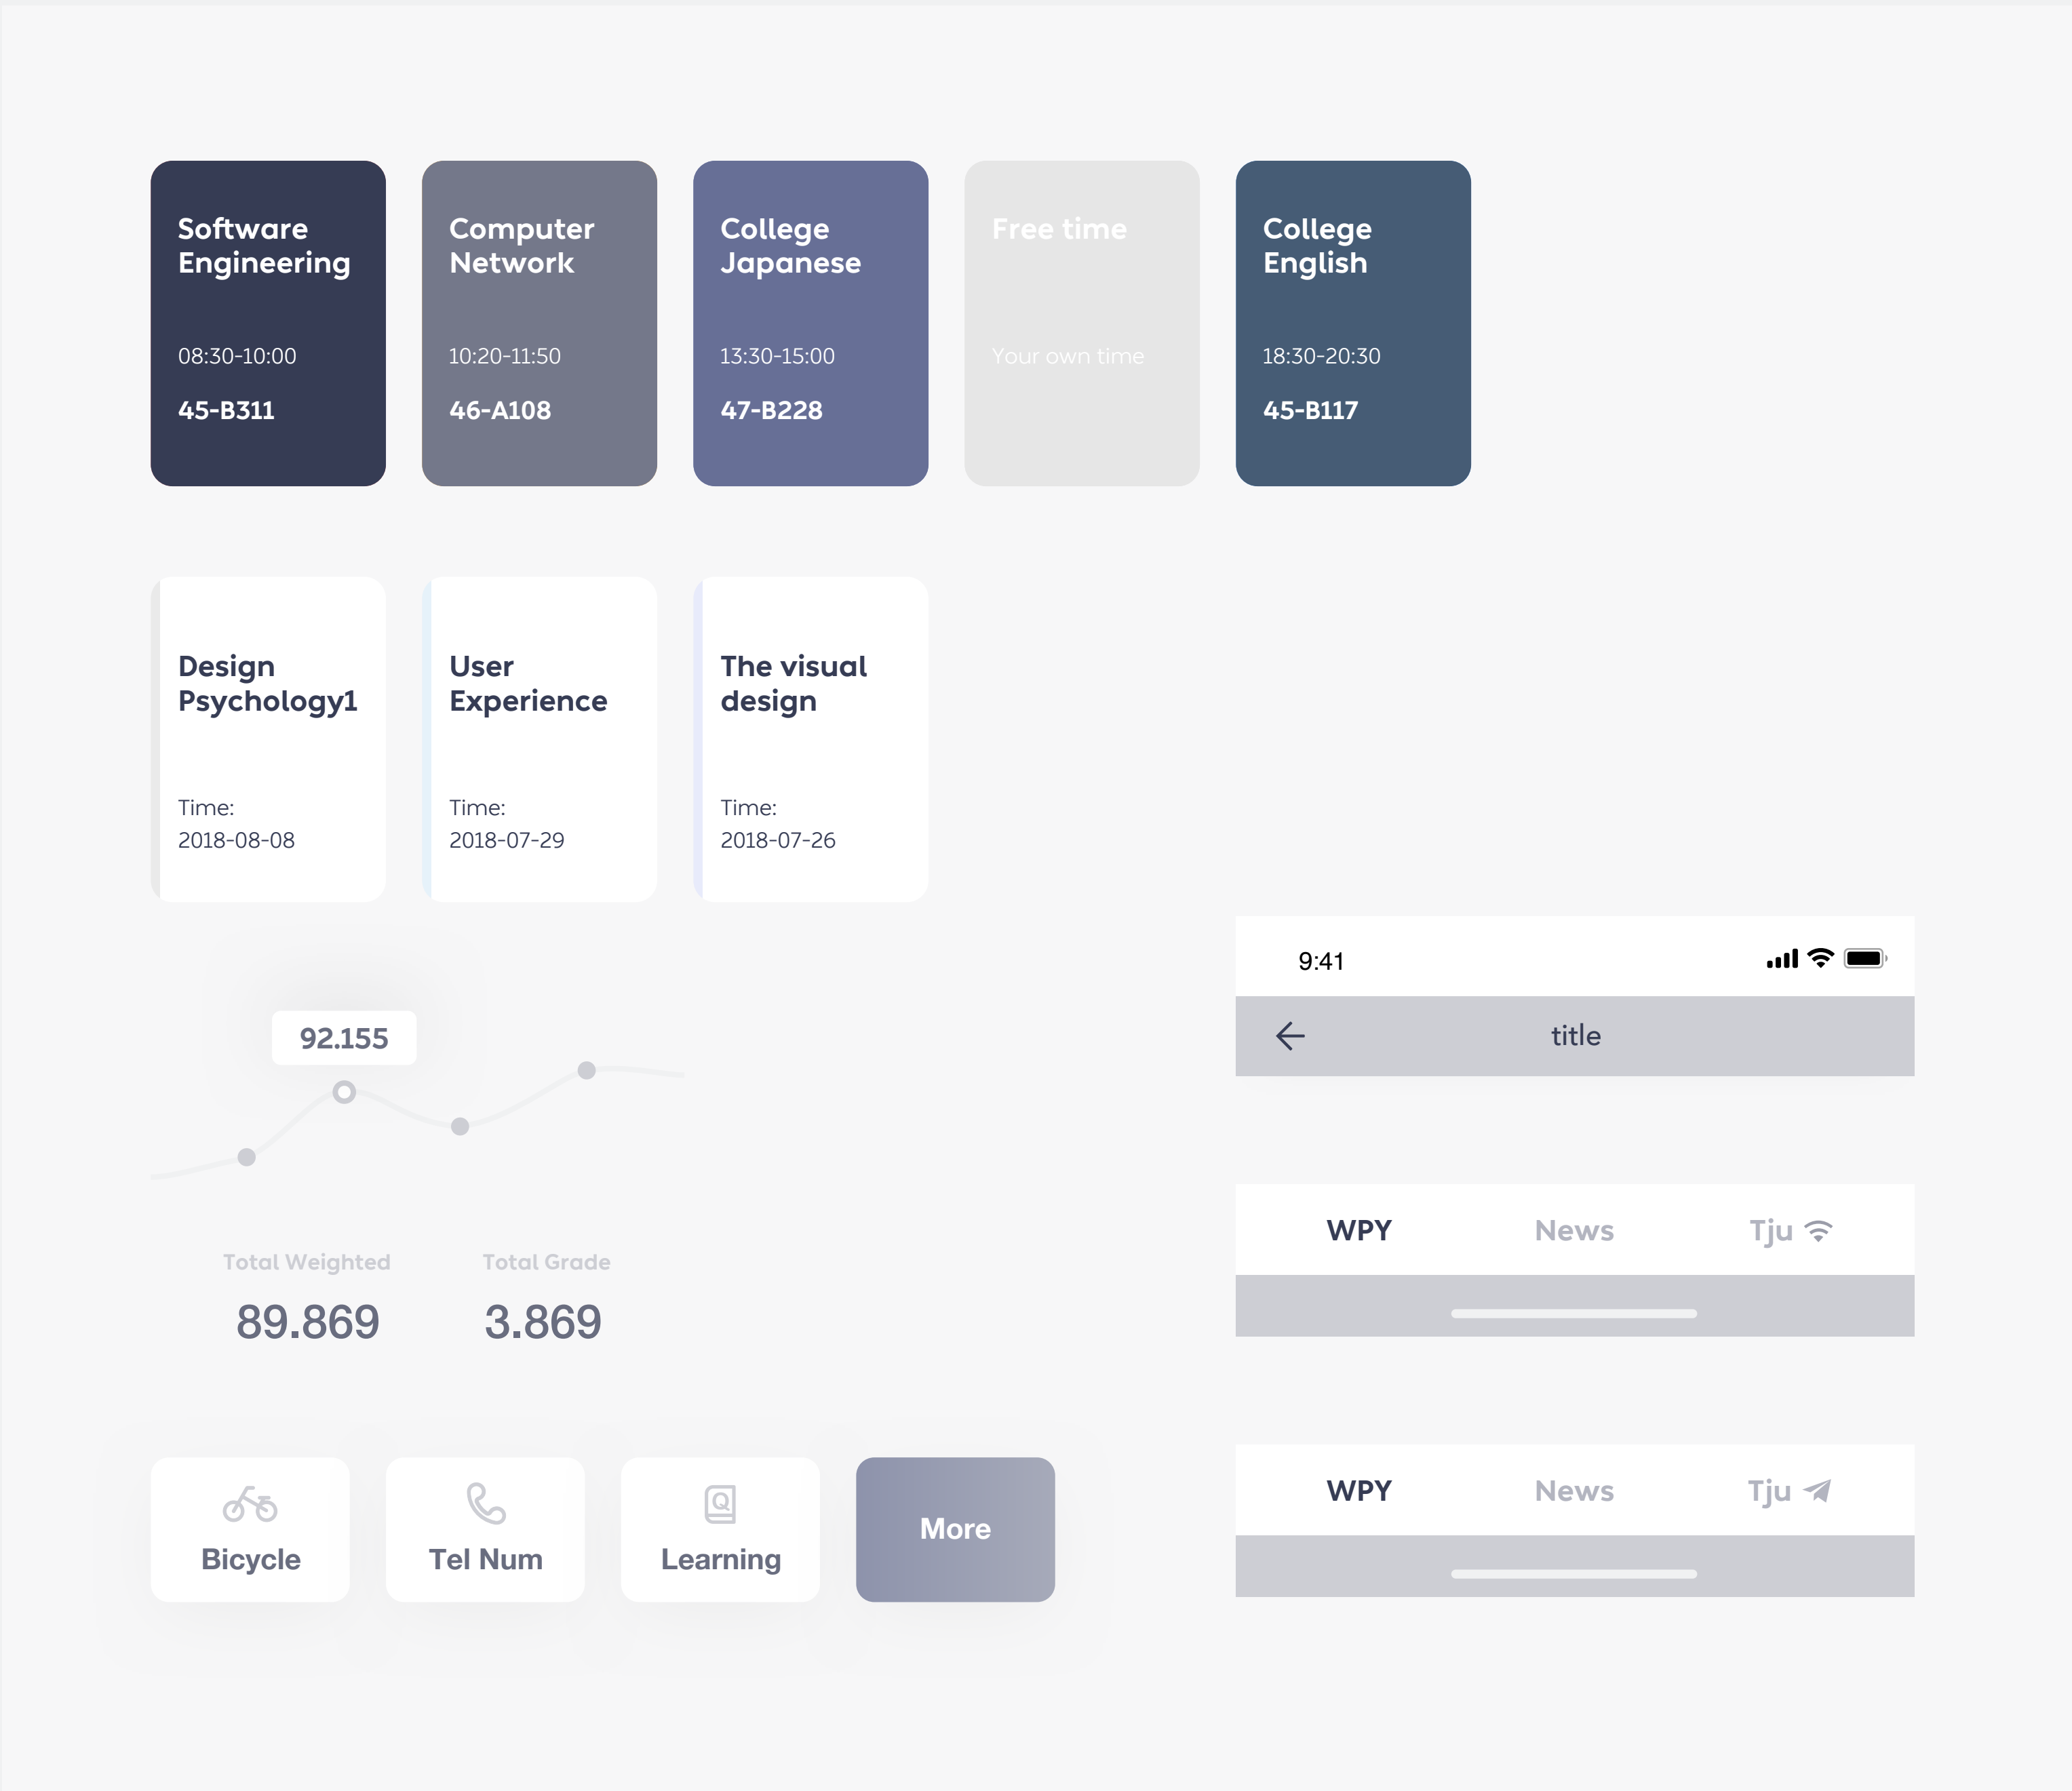 Software
Engineering
08:30-10:00
45-B311
Computer
Network
10:20-11:50
46-A108
College
Japanese
13:30-15:00
47-B228
Free time
Your own time
College
English
18:30-20:30
45-B117
Design
Psychology1
Time:
2018-08-08
User
Experience
Time:
2018-07-29
The visual
design
Time:
2018-07-26
92.155
Total Weighted
89.869
Total Grade
3.869
Bicycle
Tel Num
Q
Learning
More
9:41
title
WPY
News
Tju
WPY
News
Tju